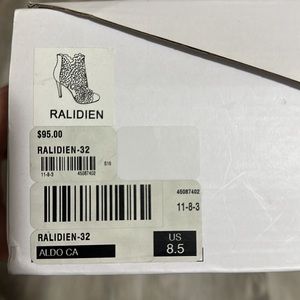 RALIDIEN
$95.00
RALIDIEN-32
S16
11-8-3 45087402
45087402
11-8-3
RALIDIEN-32
ALDO CA
US
8.5